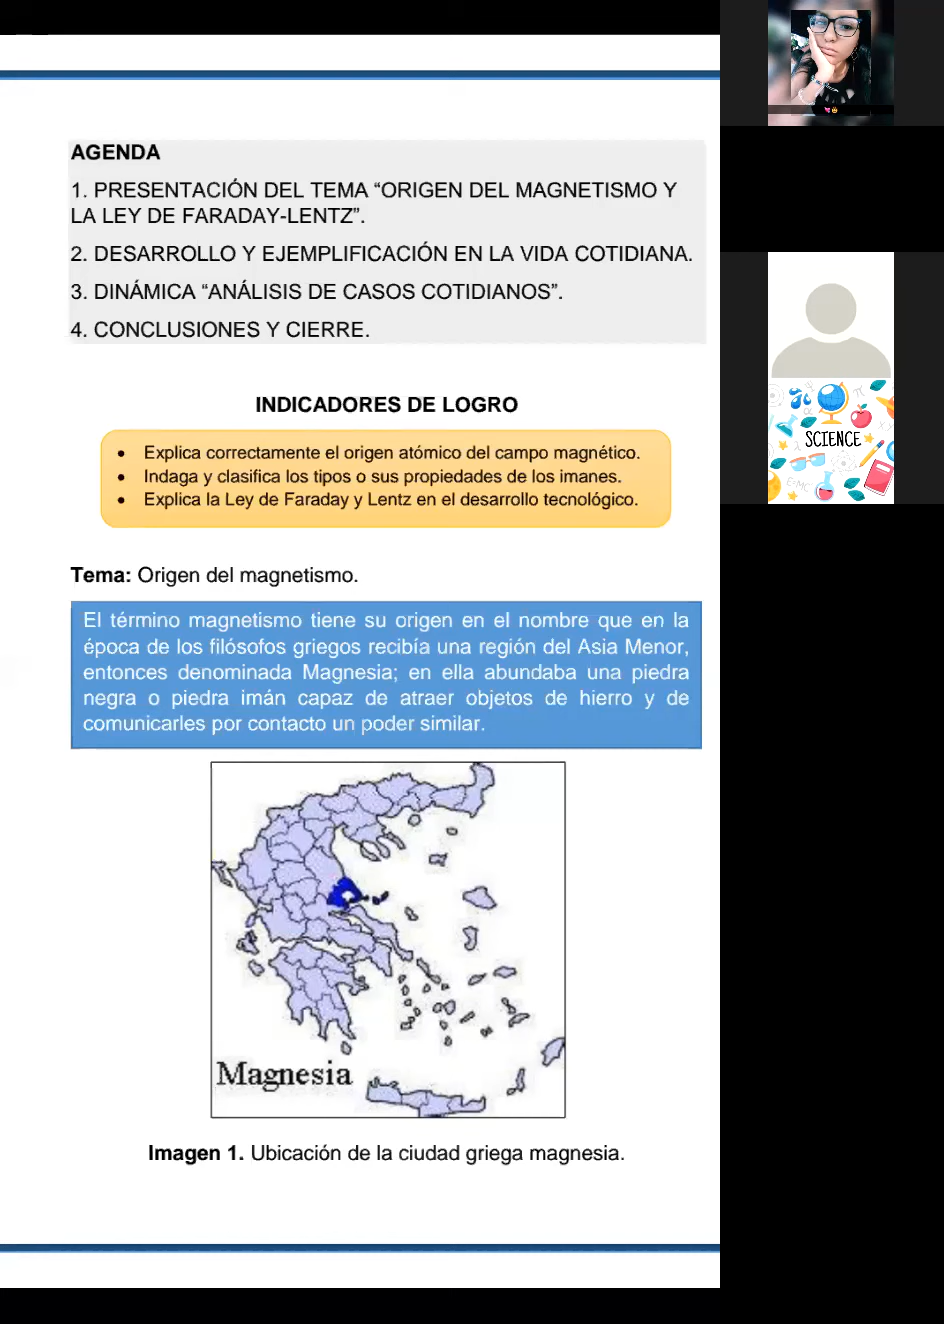 AGENDA
1. PRESENTACIÓN DEL TEMA “ORIGEN DEL MAGNETISMO Y
LA LEY DE FARADAY-LENTZ”.
2. DESARROLLO Y EJEMPLIFICACIÓN EN LA VIDA COTIDIANA.
3. DINÁMICA “ANÁLISIS DE CASOS COTIDIANOS”.
4. CONCLUSIONES Y CIERRE.
INDICADORES DE LOGRO
• Explica correctamente el origen atómico del campo magnético.
• Indaga y clasifica los tipos o sus propiedades de los imanes.
• Explica la Ley de Faraday y Lentz en el desarrollo tecnológico.
Tema: Origen del magnetismo.
El término magnetismo tiene su origen en el nombre que en la
época de los filósofos griegos recibía una región del Asia Menor,
entonces denominada Magnesia; en ella abundaba una piedra
negra o piedra imán capaz de atraer objetos de hierro y de
comunicarles por contacto un poder similar.
Magnesia
Imagen 1. Ubicación de la ciudad griega magnesia.
SCIENCE